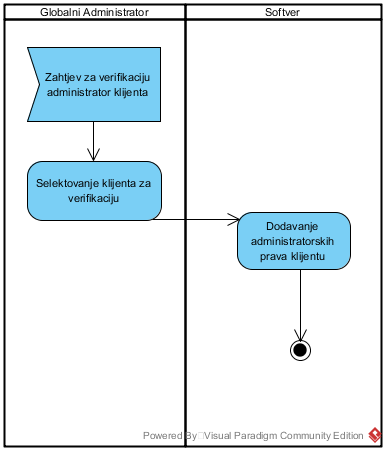 Globalni Administrator
Softver
Zahtjev za verifikaciju
administrator klijenta
Selektovanje klijenta za
verifikaciju
Dodavanje
administratorskih
prava klijentu
Powered By Visual Paradigm Community Edition